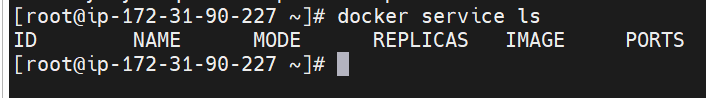 [root@ip-172-31-90-227 ~]# docker service ls
ID NAME MODE REPLICAS IMAGE PORTS
[root@ip-172-31-90-227 ~]#